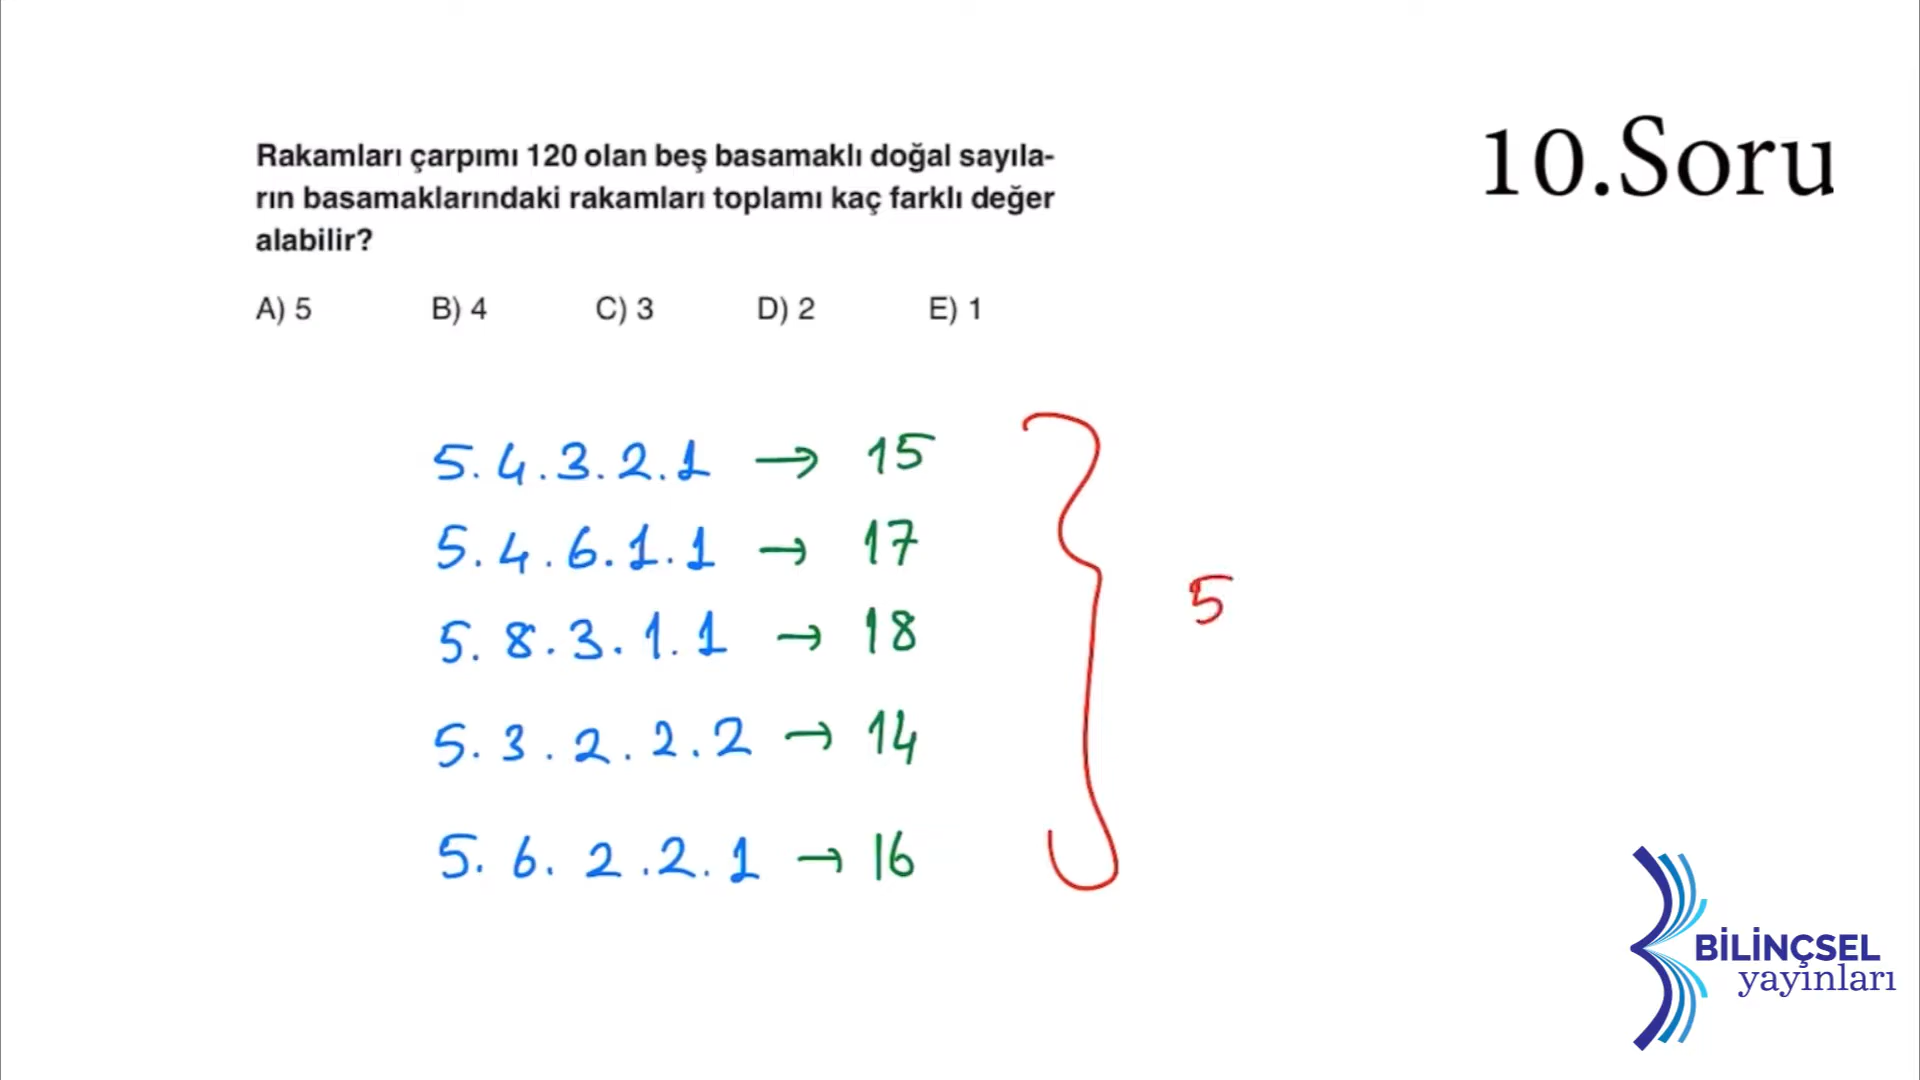 10.Soru
Rakamları çarpımı 120 olan beş basamaklı doğal sayıla-
rın basamaklarındaki rakamları toplamı kaç farklı değer
alabilir?
A) 5 B) 4 C) 3 D) 2 E) 1
5.4.3.2.1 → 15
5.4.6.1.1 → 17
5.8.3.1.1 → 18
5.3.2.2.2 → 14
5.6.2.2.1 → 16
5
BİLİNÇSEL
yayınları